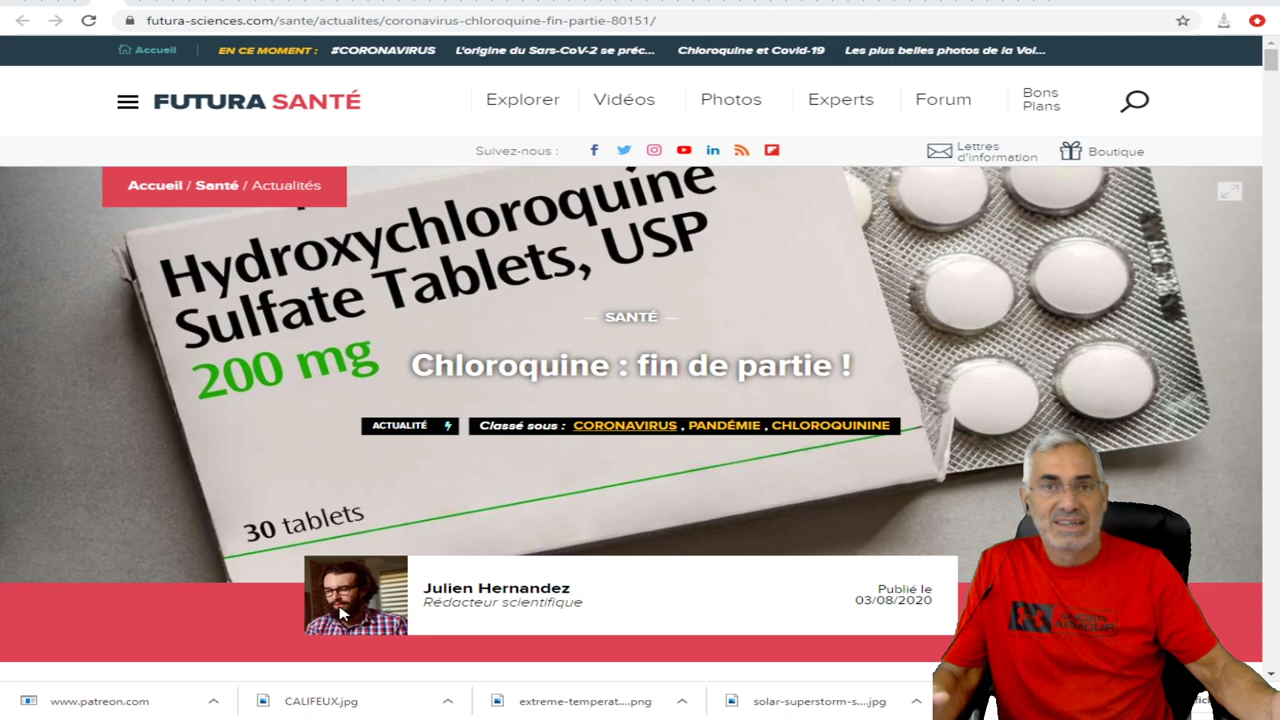 futura-sciences.com/sante/actualites/coronavirus-chloroquine-fin-partie-80151/
Accueil | EN CE MOMENT : #CORONAVIRUS L'origine du Sars-CoV-2 se préc... Chloroquine et Covid-19 Les plus belles photos de la Voi...
FUTURA SANTÉ
Explorer
Vidéos
Photos
Experts
Forum
Bons
Plans
Suivez-nous :
Lettres
d'information
Boutique
Accueil / Santé / Actualités
Hydroxychloroquine
Sulfate Tablets, USP
200 mg
SANTÉ
Chloroquine : fin de partie !
ACTUALITÉ
Classé sous : CORONAVIRUS , PANDÉMIE , CHLOROQUININE
30 tablets
Julien Hernandez
Rédacteur scientifique
Publié le
03/08/2020
ARMOUR
www.patreon.com
CALIFEUX.jpg
extreme-temperat....png
solar-superstorm-s....jpg